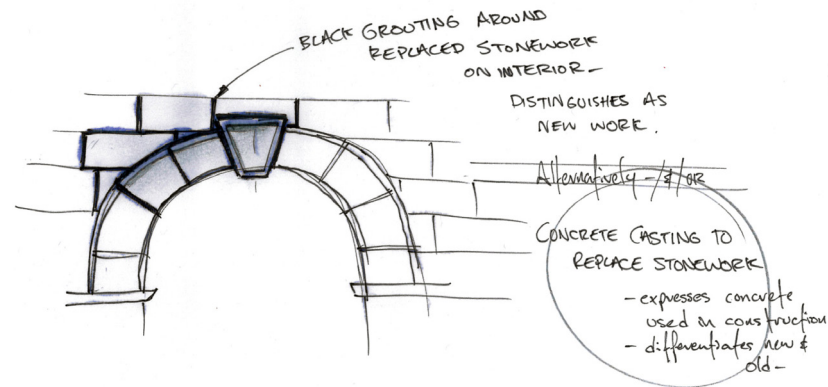 BLACK GROUTING AROUND
REPLACED STONEWORK
ON INTERIOR -
DISTINGUISHES AS
NEW WORK.
Alternatively - / & / OR
CONCRETE CASTING TO
REPLACE STONEWORK
- expresses concrete
used in construction
- differentiates new &
old -